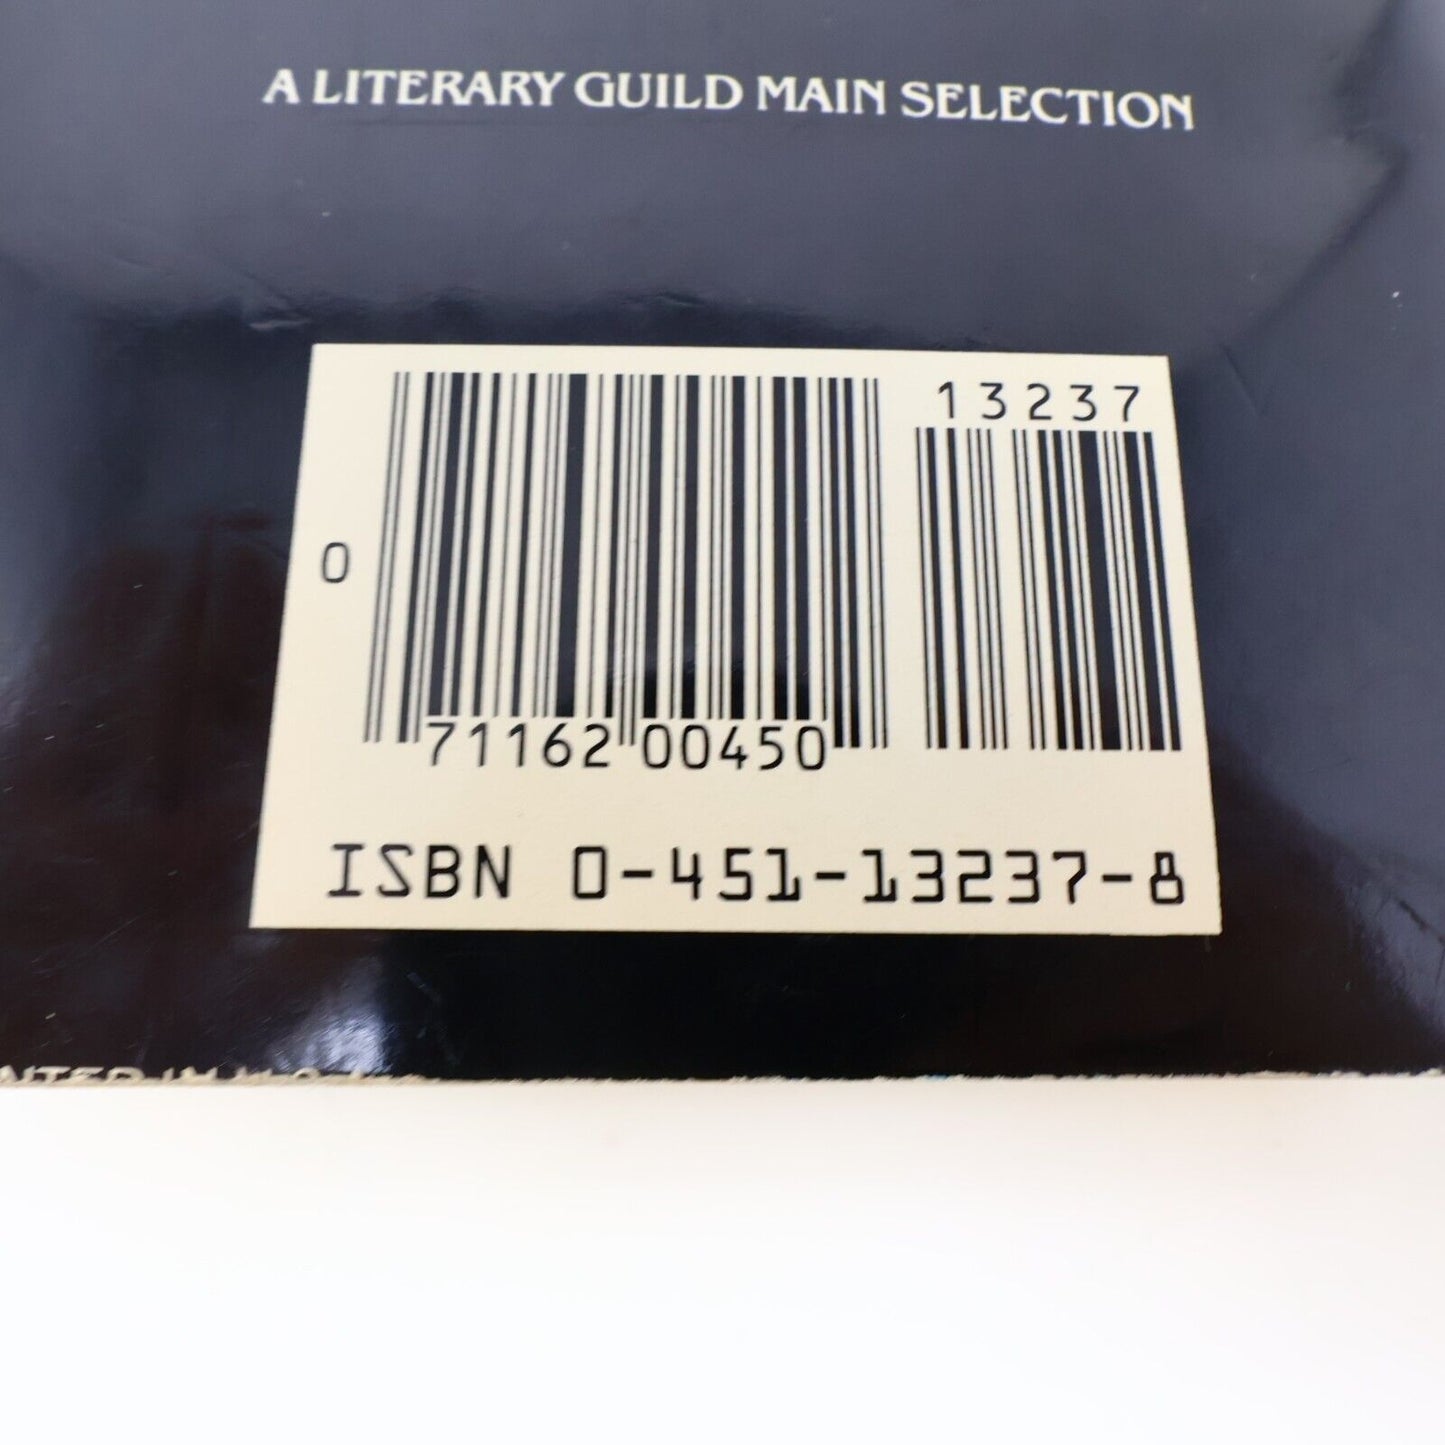 A LITERARY GUILD MAIN SELECTION
13237
0
71162 00450
ISBN 0-451-13237-8